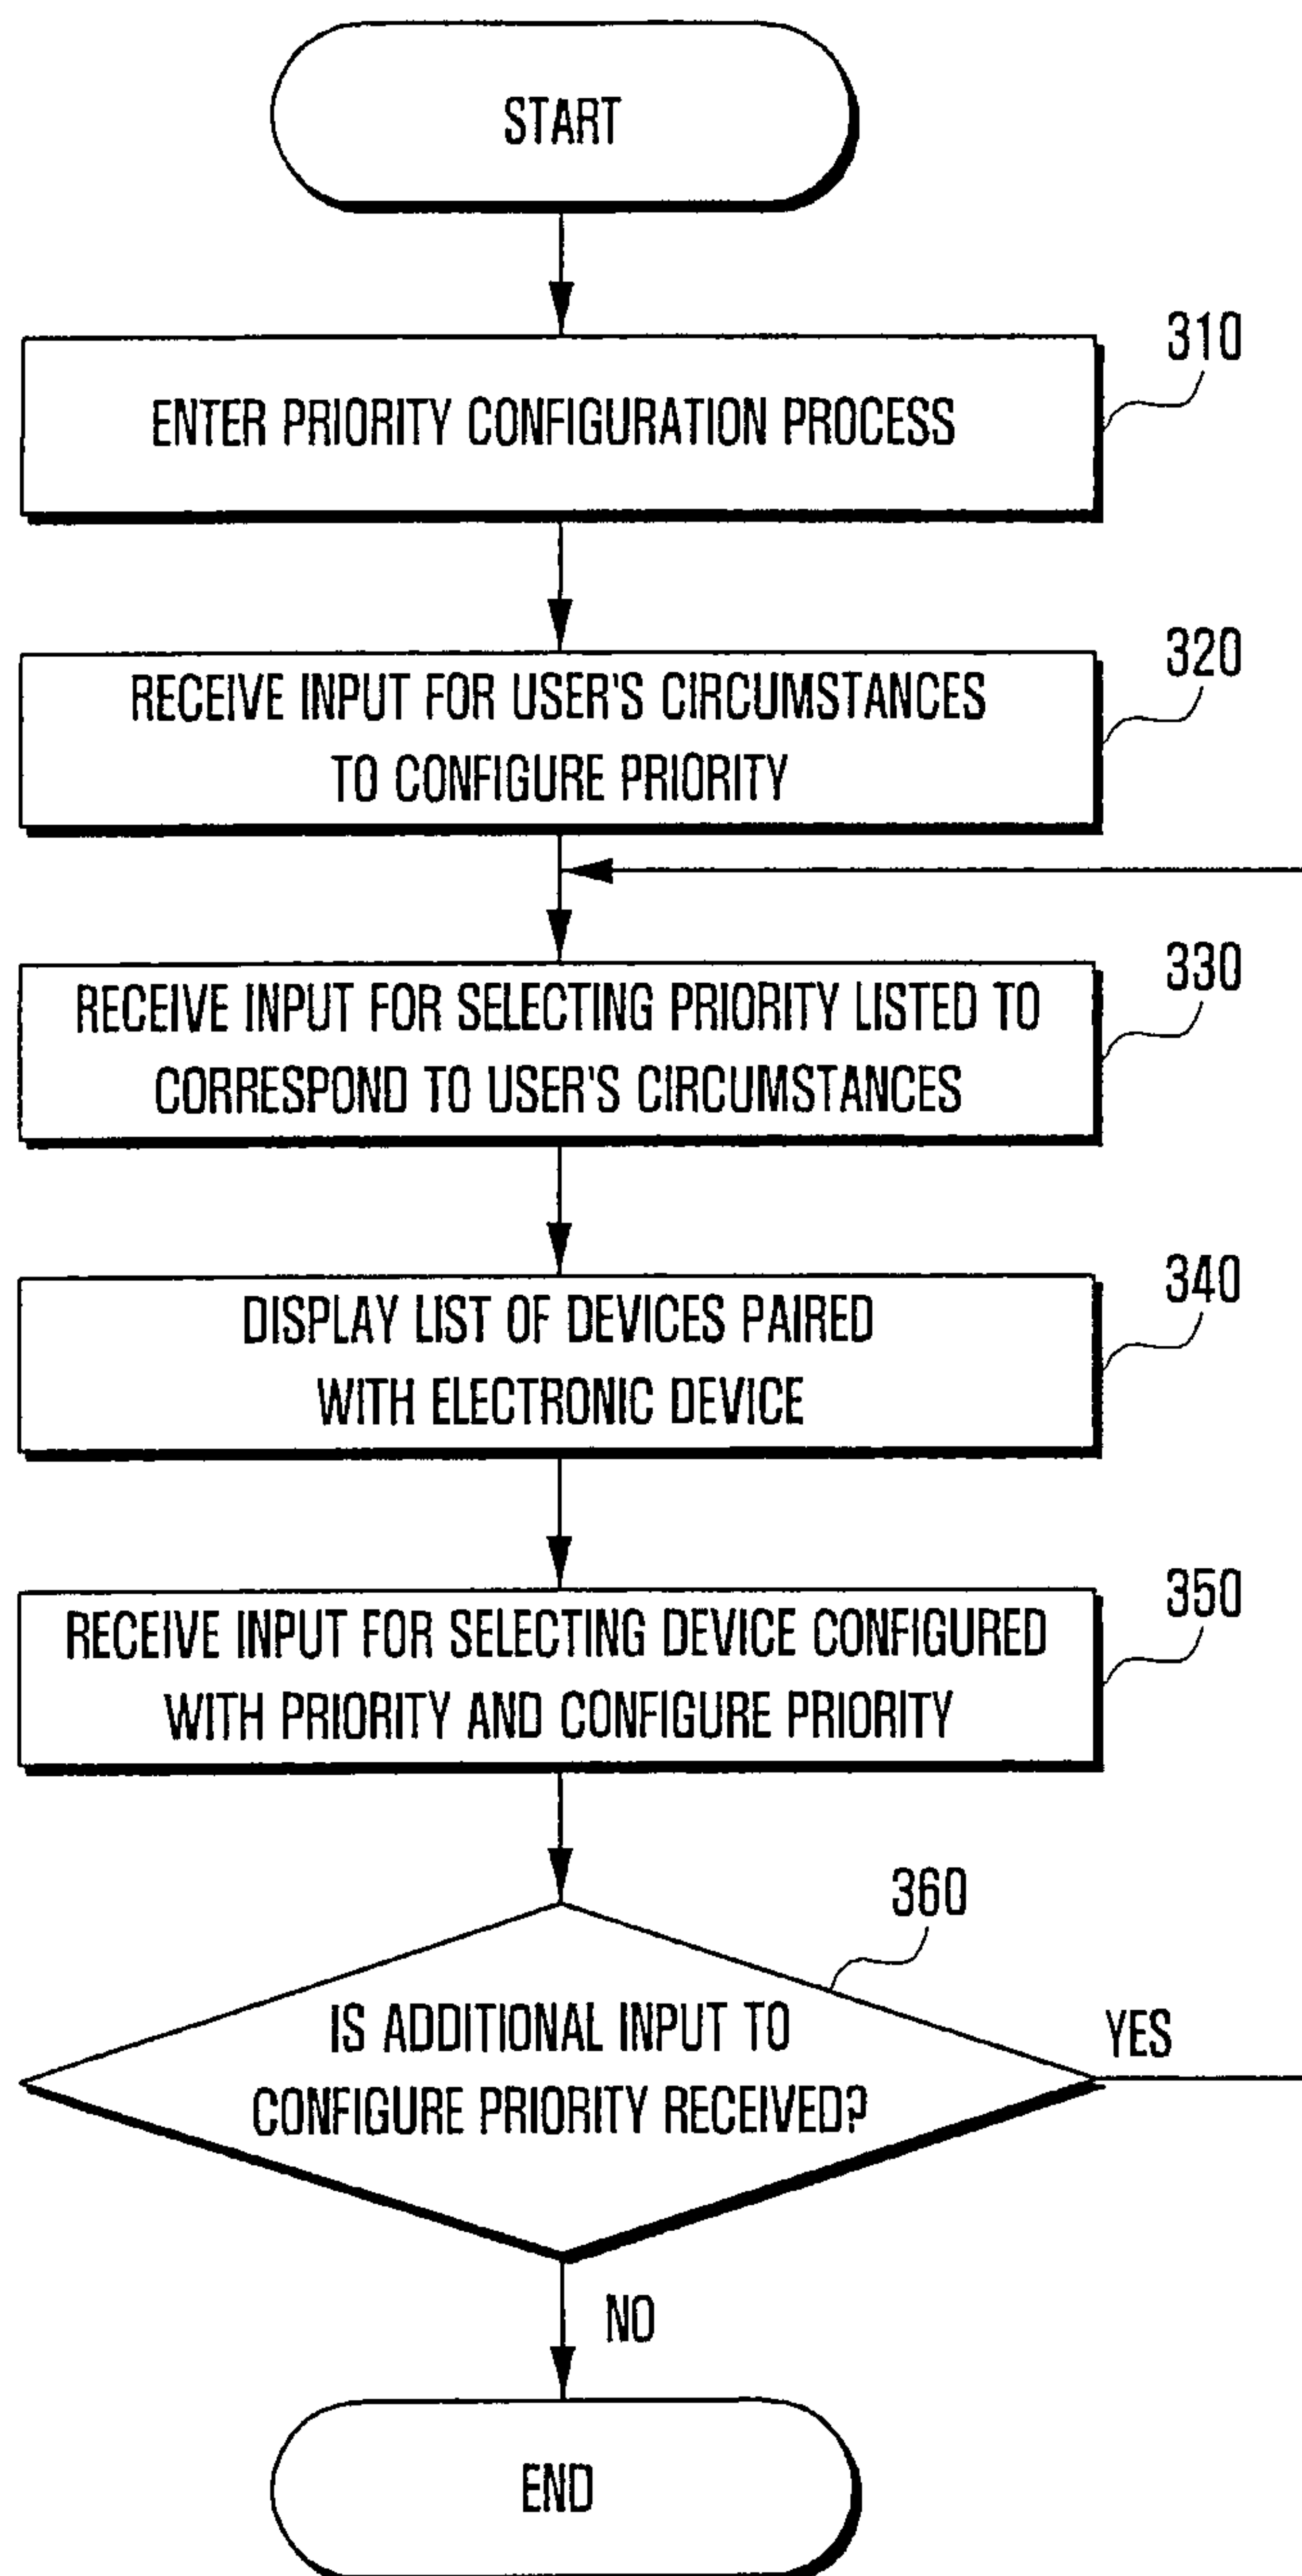 START
310
ENTER PRIORITY CONFIGURATION PROCESS
320
RECEIVE INPUT FOR USER'S CIRCUMSTANCES
TO CONFIGURE PRIORITY
330
RECEIVE INPUT FOR SELECTING PRIORITY LISTED TO
CORRESPOND TO USER'S CIRCUMSTANCES
340
DISPLAY LIST OF DEVICES PAIRED
WITH ELECTRONIC DEVICE
350
RECEIVE INPUT FOR SELECTING DEVICE CONFIGURED
WITH PRIORITY AND CONFIGURE PRIORITY
360
IS ADDITIONAL INPUT TO
CONFIGURE PRIORITY RECEIVED?
YES
NO
END